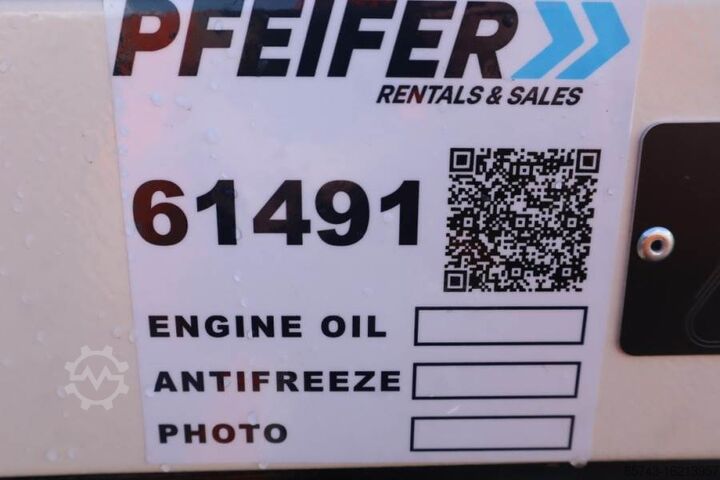 PFEIFER
RENTALS & SALES
61491
ENGINE OIL
ANTIFREEZE
PHOTO